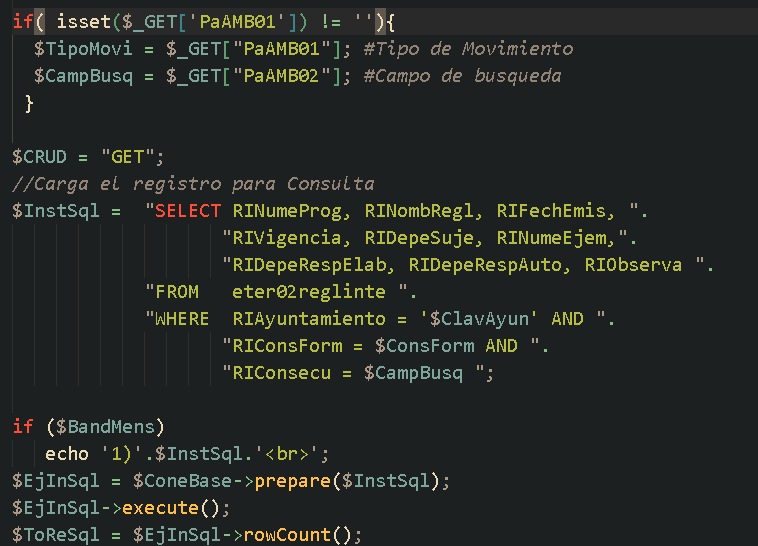 if( isset($_GET['PaAMB01']) != ''){
$TipoMovi = $_GET["PaAMB01"]; #Tipo de Movimiento
$CampBusq = $_GET["PaAMB02"]; #Campo de busqueda
}
$CRUD = "GET";
//Carga el registro para Consulta
$InstSql = "SELECT RINumeProg, RINombRegl, RIFechEmis, ".
"RIVigencia, RIDepeSuje, RINumeEjem,".
"RIDepeRespElab, RIDepeRespAuto, RIObserva ".
"FROM eter02reglinte ".
"WHERE RIAyuntamiento = '$ClavAyun' AND ".
"RIConsForm = $ConsForm AND ".
"RIConsecu = $CampBusq ";
if ($BandMens)
echo '1)'.$InstSql.'<br>';
$EjInSql = $ConeBase->prepare($InstSql);
$EjInSql->execute();
$ToReSql = $EjInSql->rowCount();